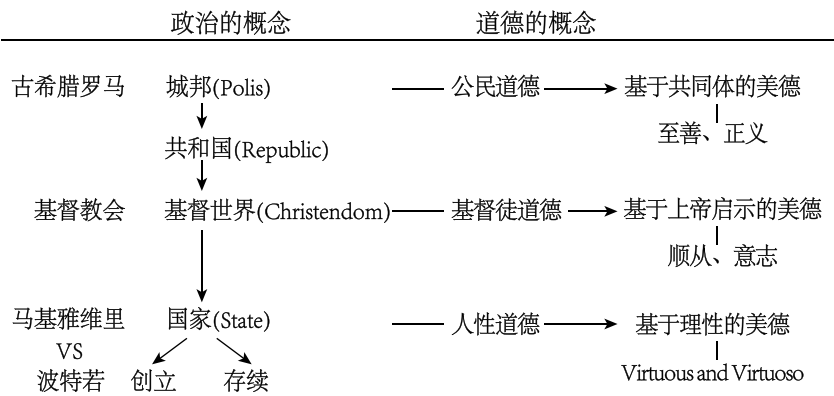 政治的概念 道德的概念
古希腊罗马 城邦(Polis) 公民道德 基于共同体的美德
至善、正义
共和国(Republic)
基督教会 基督世界(Christendom) 基督徒道德 基于上帝启示的美德
顺从、意志
马基雅维里 国家(State) 人性道德 基于理性的美德
VS
波特若 创立 存续 Virtuous and Virtuoso